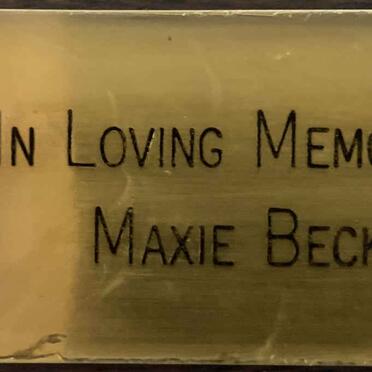 In Loving Memo
Maxie Beck